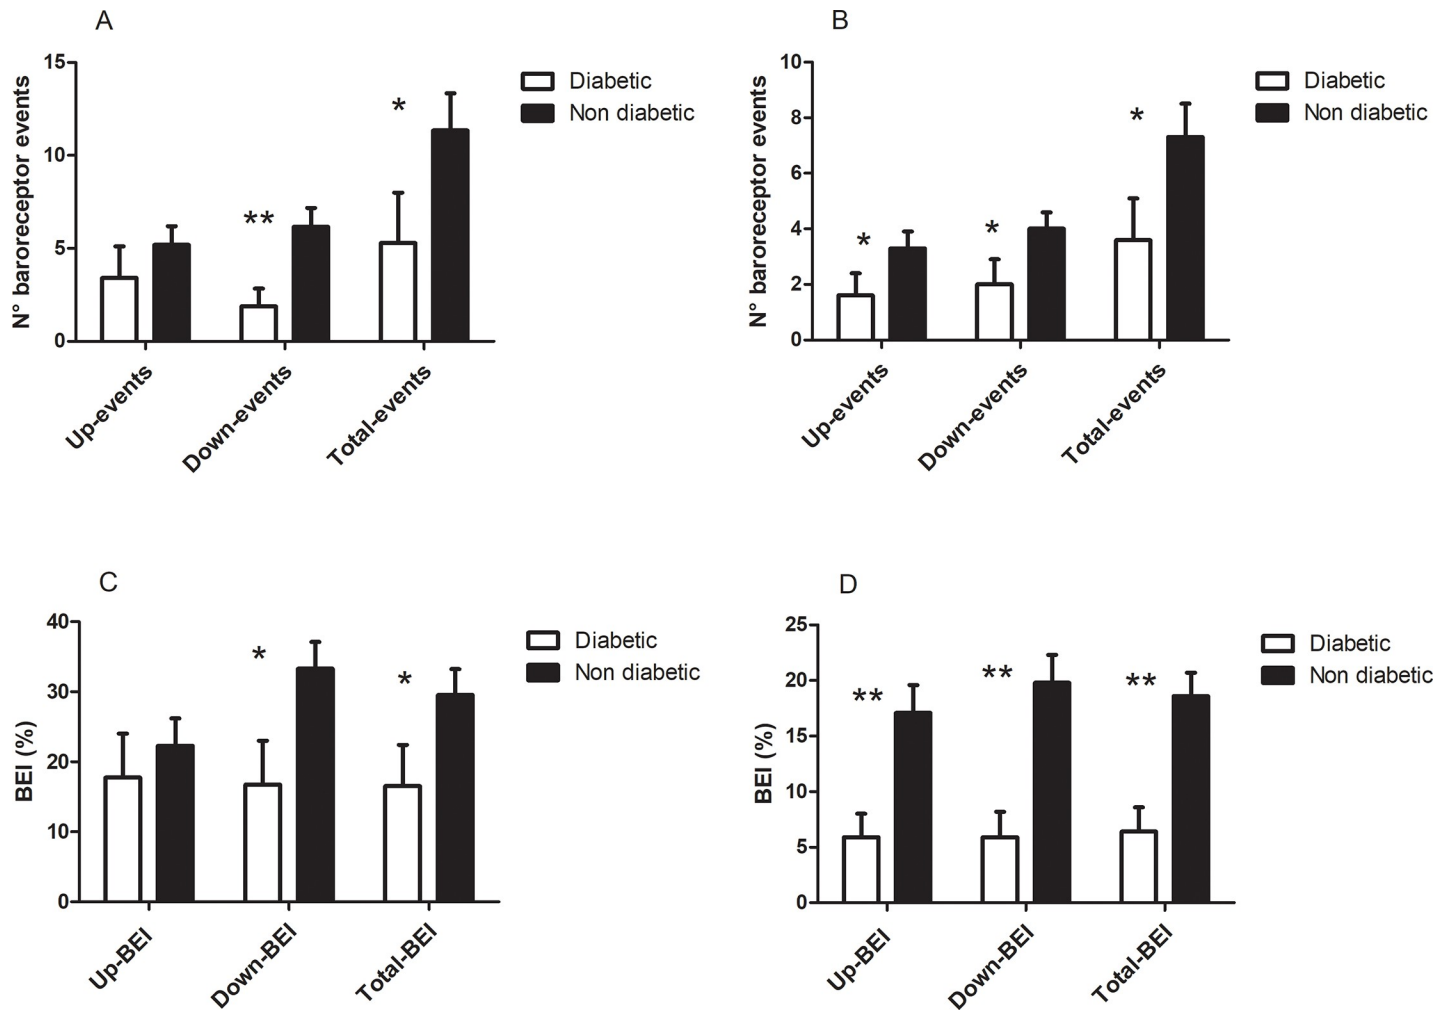 A
N° baroreceptor events
15
10
5
0
**
*
Up-events
Down-events
Total-events
Diabetic
Non diabetic
B
N° baroreceptor events
10
8
6
4
2
0
*
*
*
Up-events
Down-events
Total-events
Diabetic
Non diabetic
C
BEI (%)
40
30
20
10
0
*
*
Up-BEI
Down-BEI
Total-BEI
Diabetic
Non diabetic
D
BEI (%)
25
20
15
10
5
0
**
**
**
Up-BEI
Down-BEI
Total-BEI
Diabetic
Non diabetic